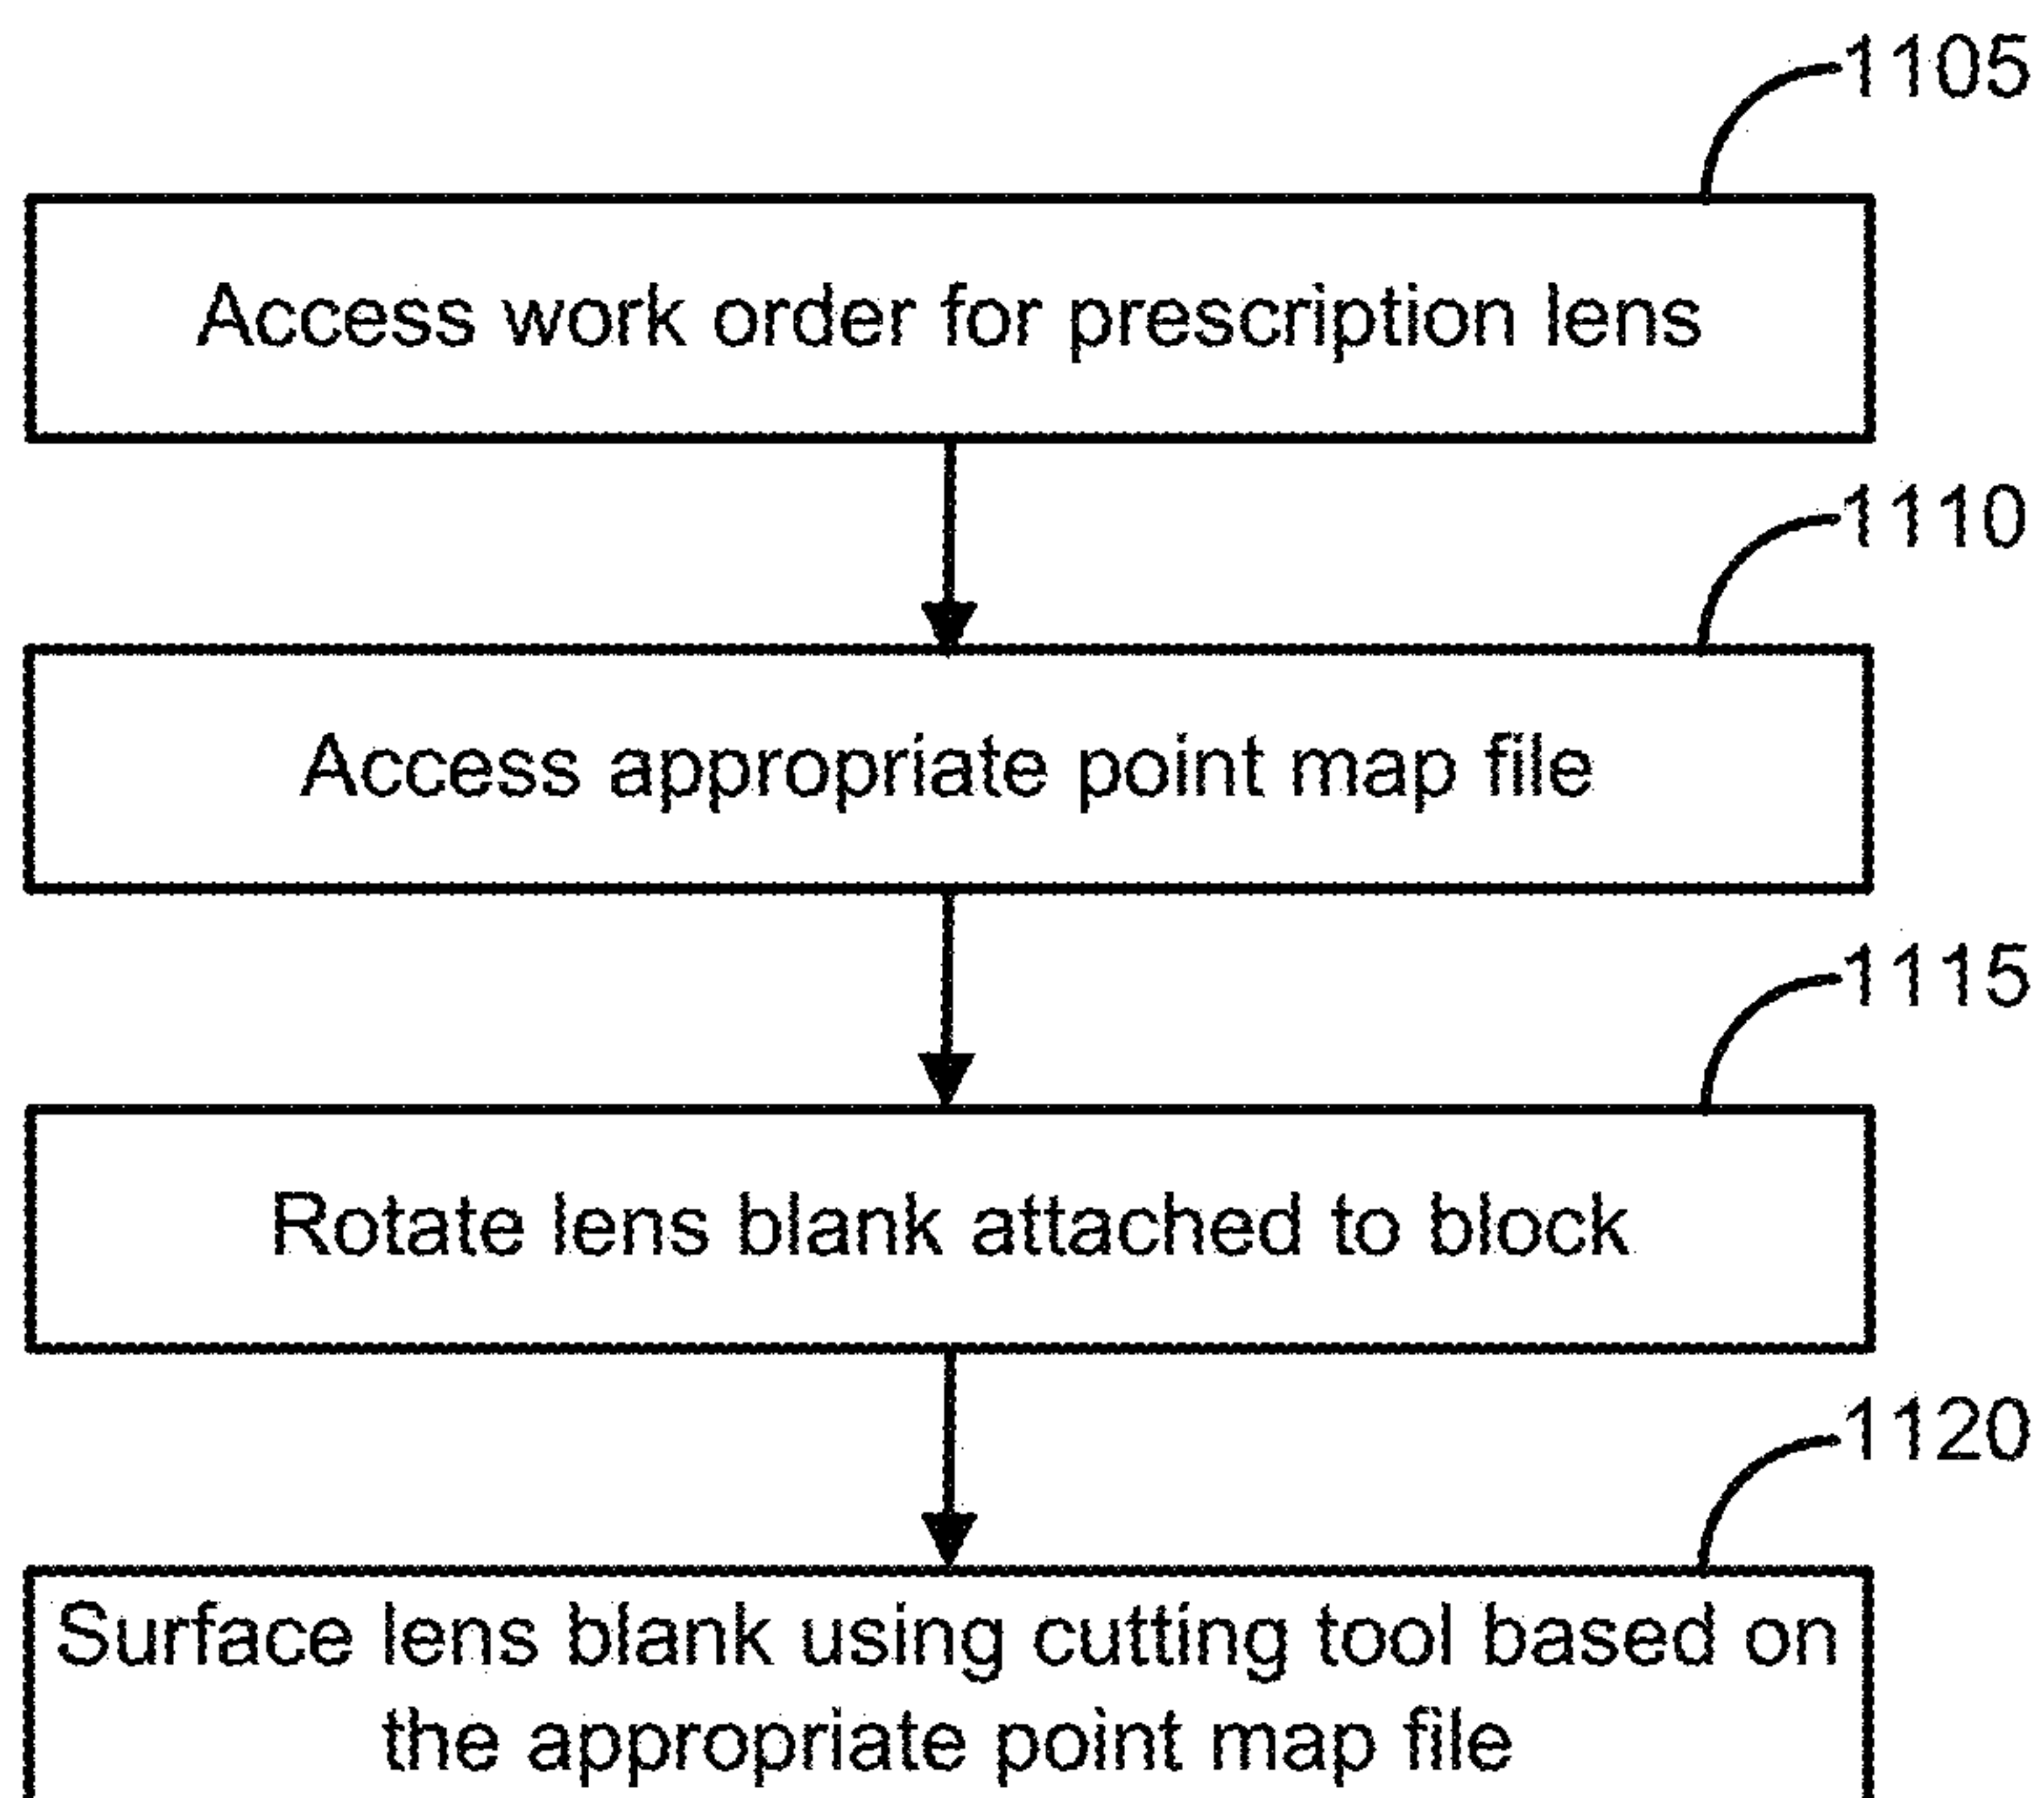 1105
Access work order for prescription lens
1110
Access appropriate point map file
1115
Rotate lens blank attached to block
1120
Surface lens blank using cutting tool based on
the appropriate point map file